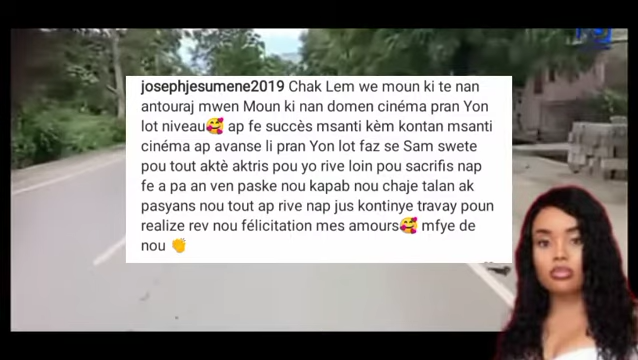 josephjesumene2019 Chak Lem we moun ki te nan
antouraj mwen Moun ki nan domen cinéma pran Yon
lot niveau🥰 ap fe succès msanti kèm kontan msanti
cinéma ap avanse li pran Yon lot faz se Sam swete
pou tout aktè aktris pou yo rive loin pou sacrifis nap
fe a pa an ven paske nou kapab nou chaje talan ak
pasyans nou tout ap rive nap jus kontinye travay poun
realize rev nou félicitation mes amours🥰 mfye de
nou 👏